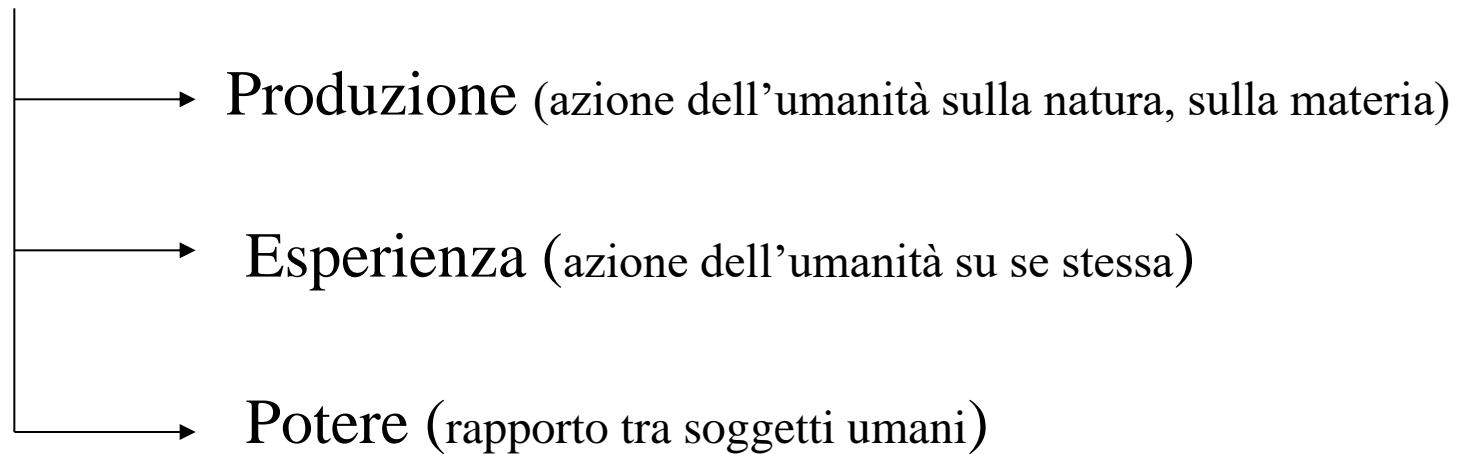 Produzione (azione dell’umanità sulla natura, sulla materia)
Esperienza (azione dell’umanità su se stessa)
Potere (rapporto tra soggetti umani)